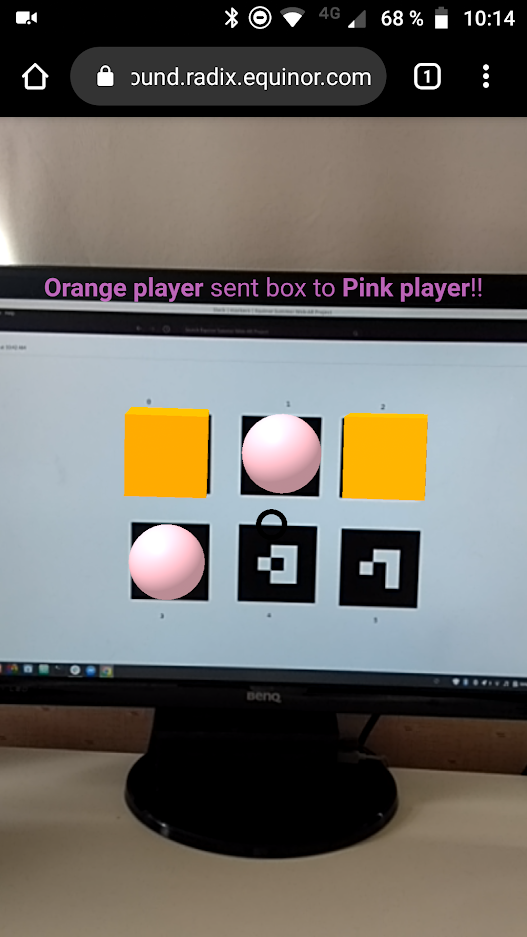 4G 68 % 10:14
ound.radix.equinor.com 1
Orange player sent box to Pink player!!
0 1 2
3 4 5
BenQ